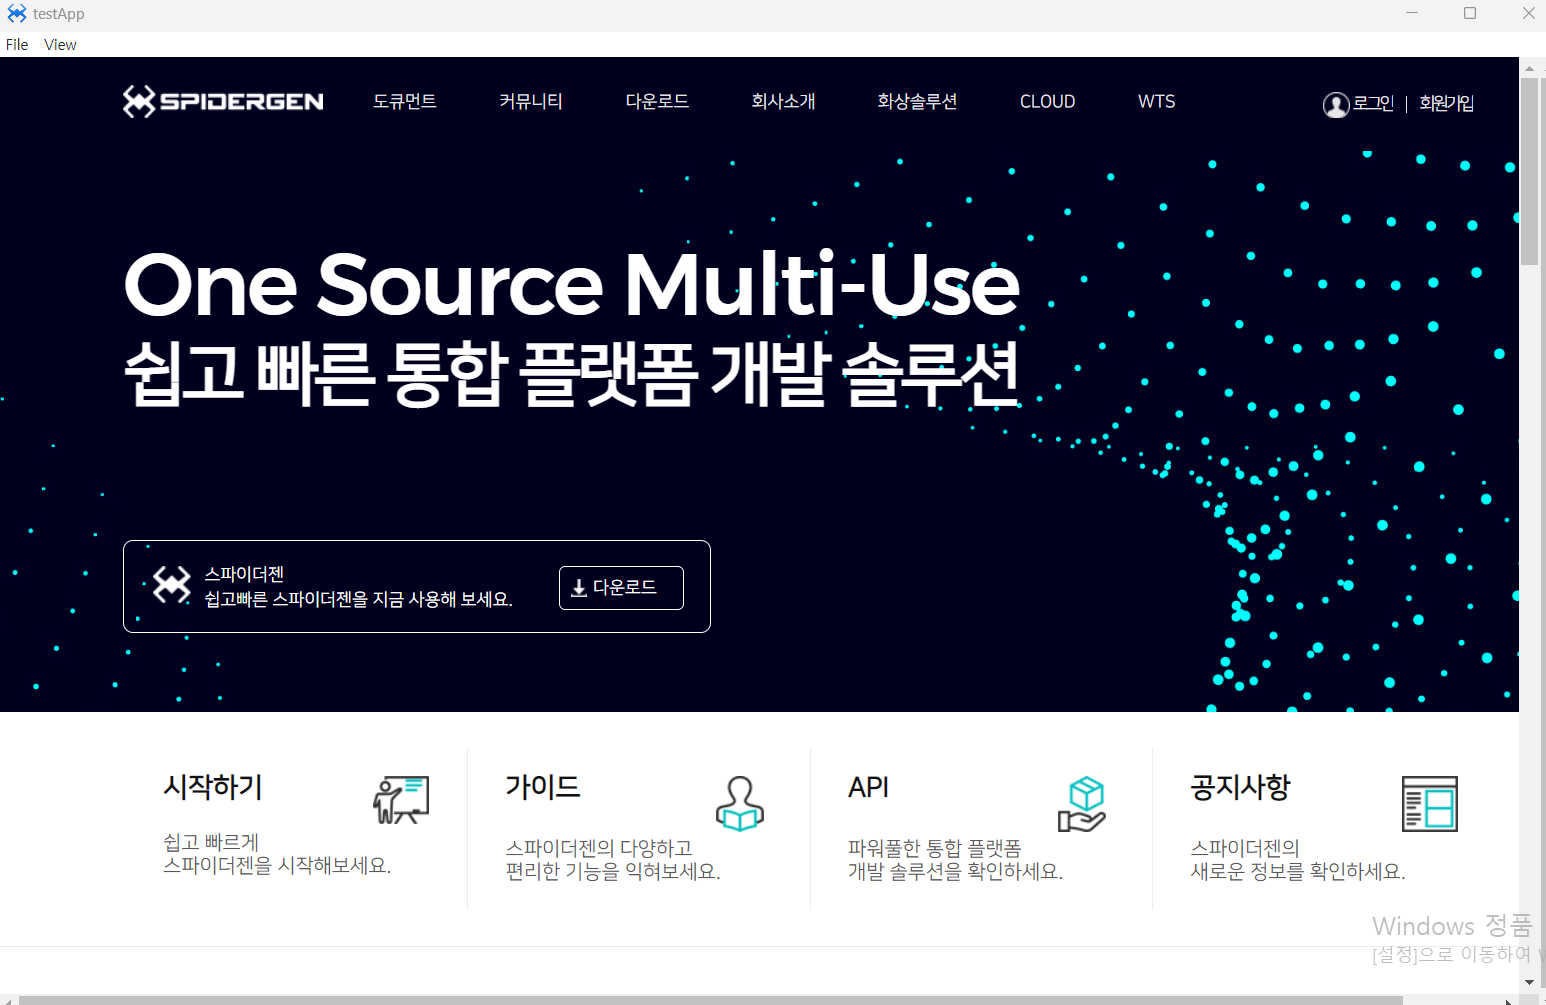 testApp
File View
SPIDERGEN 도큐먼트 커뮤니티 다운로드 회사소개 화상솔루션 CLOUD WTS 로그인 | 회원가입
One Source Multi-Use
쉽고 빠른 통합 플랫폼 개발 솔루션
스파이더젠
쉽고빠른 스파이더젠을 지금 사용해 보세요.
다운로드
시작하기
쉽고 빠르게
스파이더젠을 시작해보세요.
가이드
스파이더젠의 다양하고
편리한 기능을 익혀보세요.
API
파워풀한 통합 플랫폼
개발 솔루션을 확인하세요.
공지사항
스파이더젠의
새로운 정보를 확인하세요.
Windows 정품
[설정]으로 이동하여